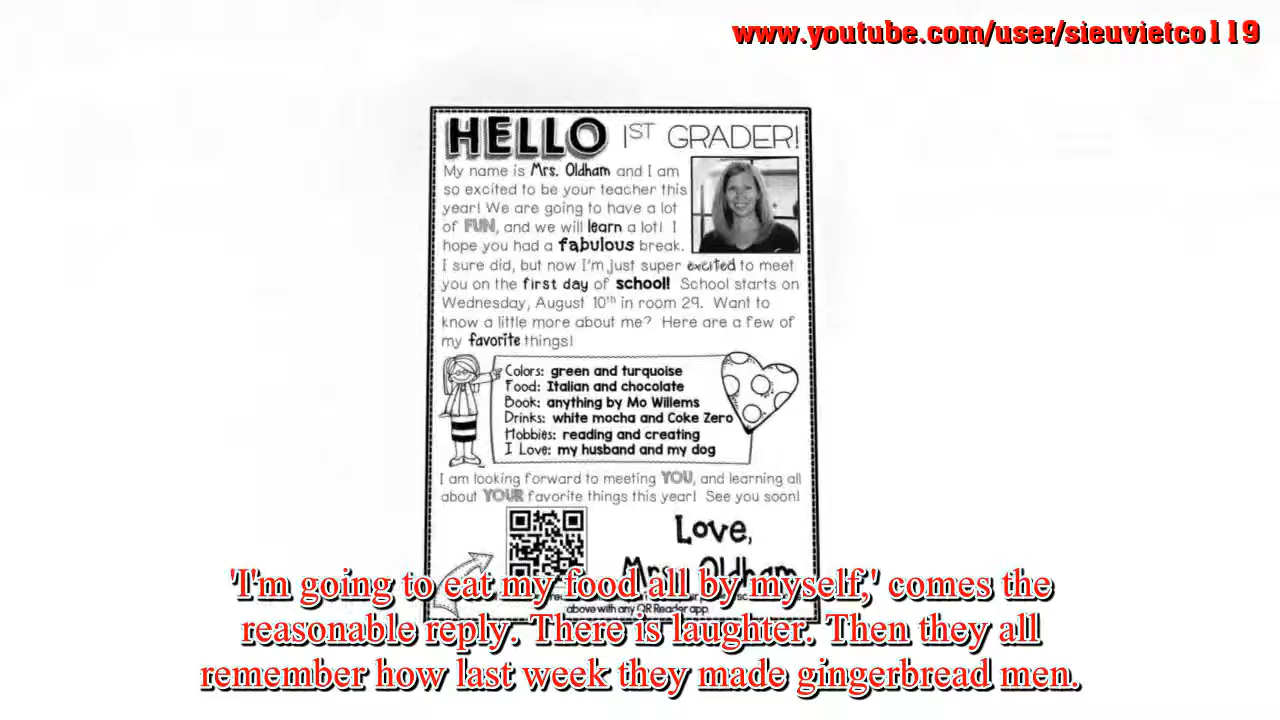 www.youtube.com/user/sieuvietco119
HELLO 1ST GRADER!
My name is Mrs. Oldham and I am
so excited to be your teacher this
year! We are going to have a lot
of FUN, and we will learn a lot! I
hope you had a fabulous break.
I sure did, but now I'm just super excited to meet
you on the first day of school! School starts on
Wednesday, August 10th in room 29. Want to
know a little more about me? Here are a few of
my favorite things!
Colors: green and turquoise
Food: Italian and chocolate
Book: anything by Mo Willems
Drinks: white mocha and Coke Zero
Hobbies: reading and creating
I Love: my husband and my dog
I am looking forward to meeting YOU, and learning all
about YOUR favorite things this year! See you soon!
Love,
Mrs. Oldham
above with any QR Reader app.
'I'm going to eat my food all by myself,' comes the
reasonable reply. There is laughter. Then they all
remember how last week they made gingerbread men.